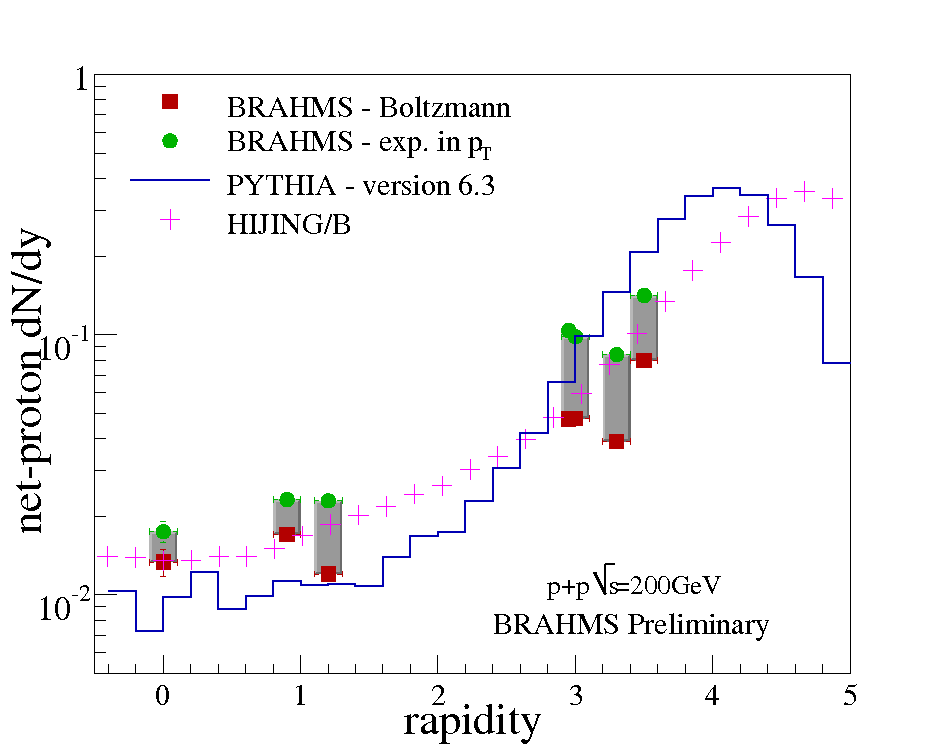 1
BRAHMS - Boltzmann
BRAHMS - exp. in p_T
PYTHIA - version 6.3
HIJING/B
net-proton dN/dy
10^-1
10^-2
p+p √s=200GeV
BRAHMS Preliminary
0 1 2 3 4 5
rapidity